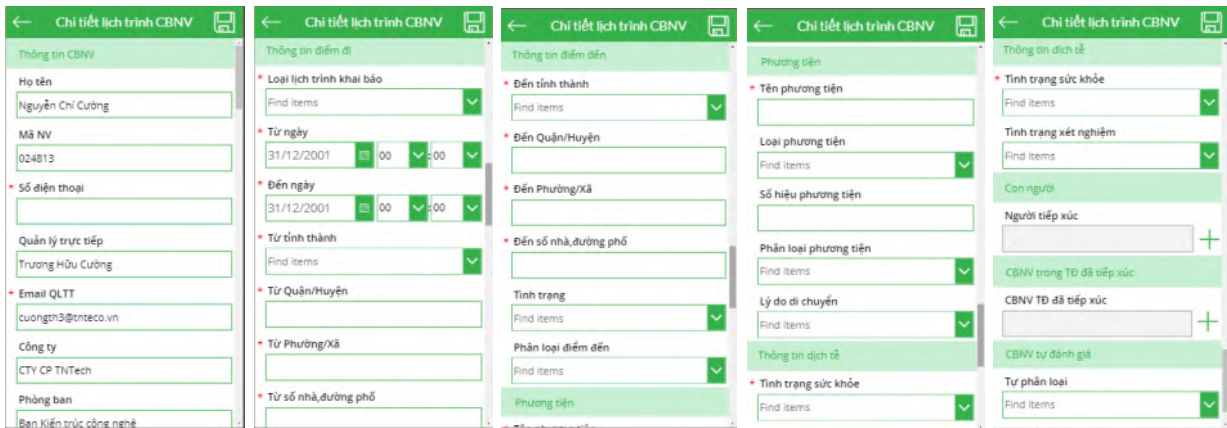 Chi tiết lịch trình CBNV
Thông tin CBNV
Họ tên
Nguyễn Chí Cường
Mã NV
024813
* Số điện thoại
Quản lý trực tiếp
Trương Hữu Cường
* Email QLTT
cuongth3@tnteco.vn
Công ty
CTY CP TNTech
Phòng ban
Ban Kiến trúc công nghệ
Chi tiết lịch trình CBNV
Thông tin điểm đi
* Loại lịch trình khai báo
Find items
* Từ ngày
31/12/2001 00 : 00
* Đến ngày
31/12/2001 00 : 00
* Từ tỉnh thành
Find items
* Từ Quận/Huyện
* Từ Phường/Xã
* Từ số nhà,đường phố
Chi tiết lịch trình CBNV
Thông tin điểm đến
* Đến tỉnh thành
Find items
* Đến Quận/Huyện
* Đến Phường/Xã
* Đến số nhà,đường phố
Tình trạng
Find items
Phân loại điểm đến
Find items
Phương tiện
* Tên phương tiện
Chi tiết lịch trình CBNV
Phương tiện
* Tên phương tiện
Loại phương tiện
Find items
Số hiệu phương tiện
Phân loại phương tiện
Find items
Lý do di chuyển
Find items
Thông tin dịch tễ
* Tình trạng sức khỏe
Find items
Chi tiết lịch trình CBNV
Thông tin dịch tễ
* Tình trạng sức khỏe
Find items
Tình trạng xét nghiệm
Find items
Con người
Người tiếp xúc
CBNV trong TĐ đã tiếp xúc
CBNV TĐ đã tiếp xúc
CBNV tự đánh giá
Tự phân loại
Find items